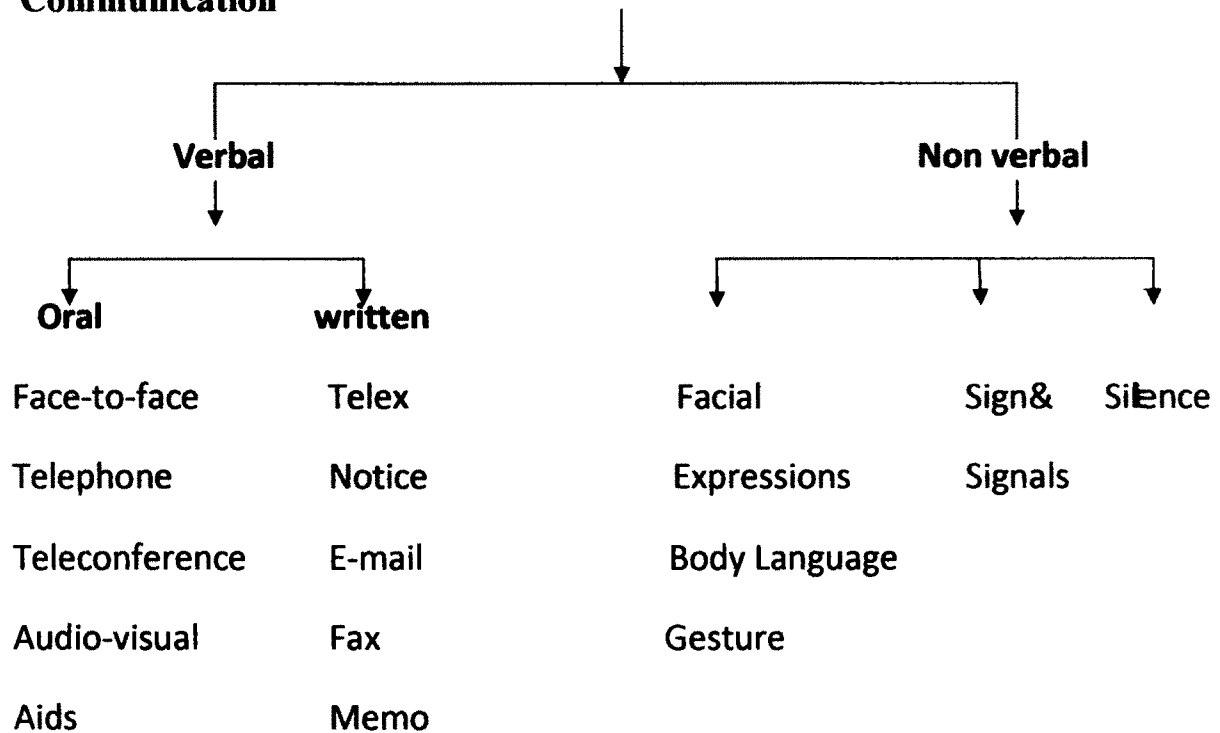 Communication
Verbal Non verbal
Oral written
Face-to-face Telex Facial Sign& Silence
Telephone Notice Expressions Signals
Teleconference E-mail Body Language
Audio-visual Fax Gesture
Aids Memo